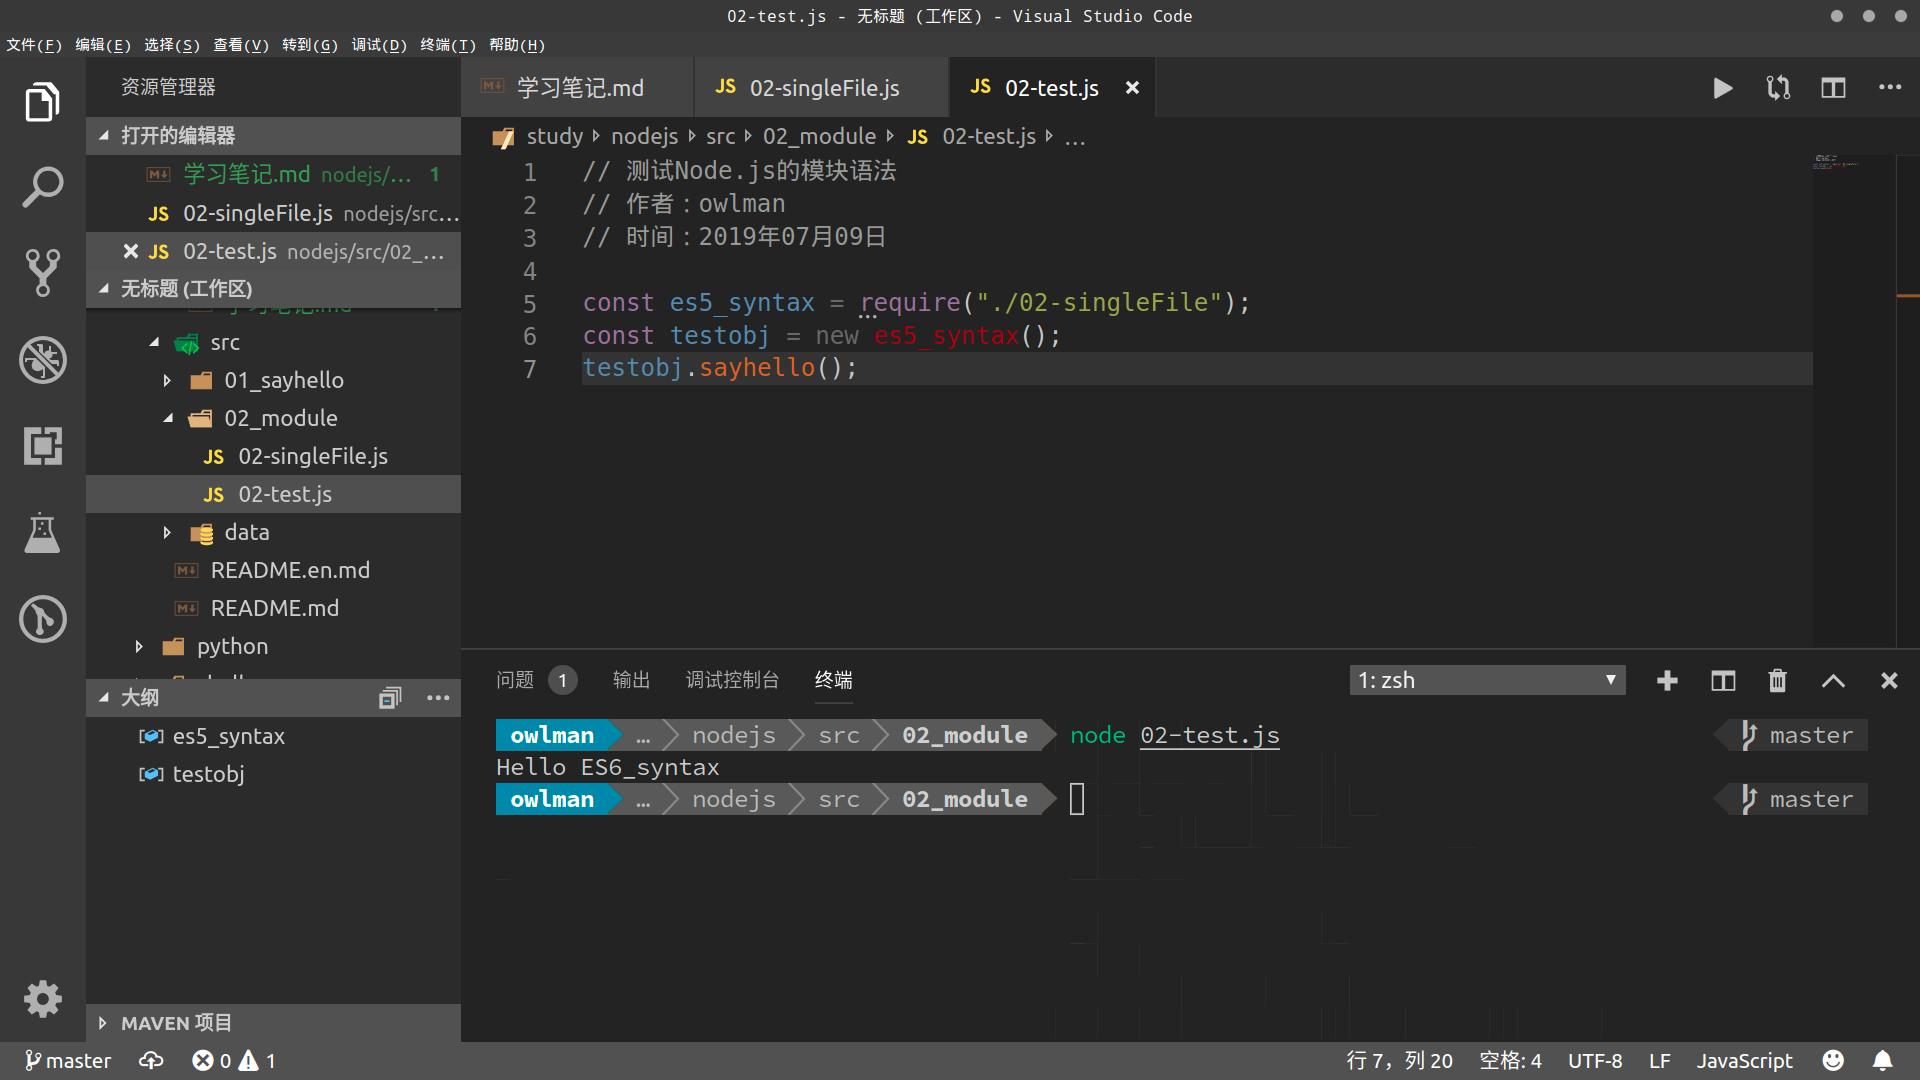 02-test.js - 无标题 (工作区) - Visual Studio Code
文件(F) 编辑(E) 选择(S) 查看(V) 转到(G) 调试(D) 终端(T) 帮助(H)
资源管理器
打开的编辑器
学习笔记.md nodejs/... 1
02-singleFile.js nodejs/src...
02-test.js nodejs/src/02_...
无标题 (工作区)
src
01_sayhello
02_module
JS 02-singleFile.js
JS 02-test.js
data
README.en.md
README.md
python
大纲
es5_syntax
testobj
MAVEN 项目
学习笔记.md JS 02-singleFile.js JS 02-test.js
study nodejs src 02_module JS 02-test.js ...
1 // 测试Node.js的模块语法
2 // 作者：owlman
3 // 时间：2019年07月09日
4
5 const es5_syntax = require("./02-singleFile");
6 const testobj = new es5_syntax();
7 testobj.sayhello();
问题 1 输出 调试控制台 终端 1: zsh
owlman … nodejs src 02_module node 02-test.js master
Hello ES6_syntax
owlman … nodejs src 02_module master
master 0 1 行 7，列 20 空格: 4 UTF-8 LF JavaScript